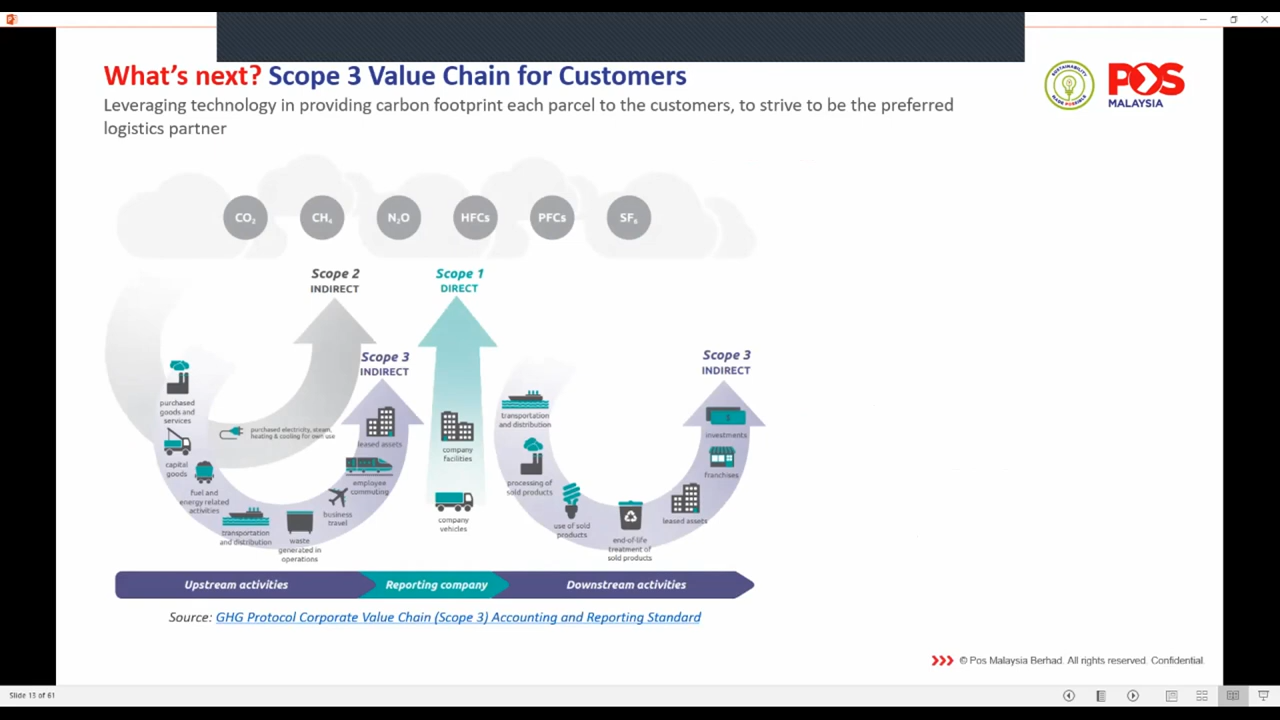 What's next? Scope 3 Value Chain for Customers
Leveraging technology in providing carbon footprint each parcel to the customers, to strive to be the preferred
logistics partner
SUSTAINABILITY
MADE POSSIBLE
POS
MALAYSIA
CO₂
CH₄
N₂O
HFCs
PFCs
SF₆
Scope 2
INDIRECT
Scope 1
DIRECT
Scope 3
INDIRECT
Scope 3
INDIRECT
purchased
goods and
services
capital
goods
fuel and
energy related
activities
transportation
and distribution
waste
generated in
operations
business
travel
employee
commuting
leased assets
purchased electricity, steam,
heating & cooling for own use
company
facilities
company
vehicles
transportation
and distribution
processing of
sold products
use of sold
products
end-of-life
treatment of
sold products
leased assets
franchises
investments
Upstream activities
Reporting company
Downstream activities
Source: GHG Protocol Corporate Value Chain (Scope 3) Accounting and Reporting Standard
© Pos Malaysia Berhad. All rights reserved. Confidential.
Slide 13 of 61